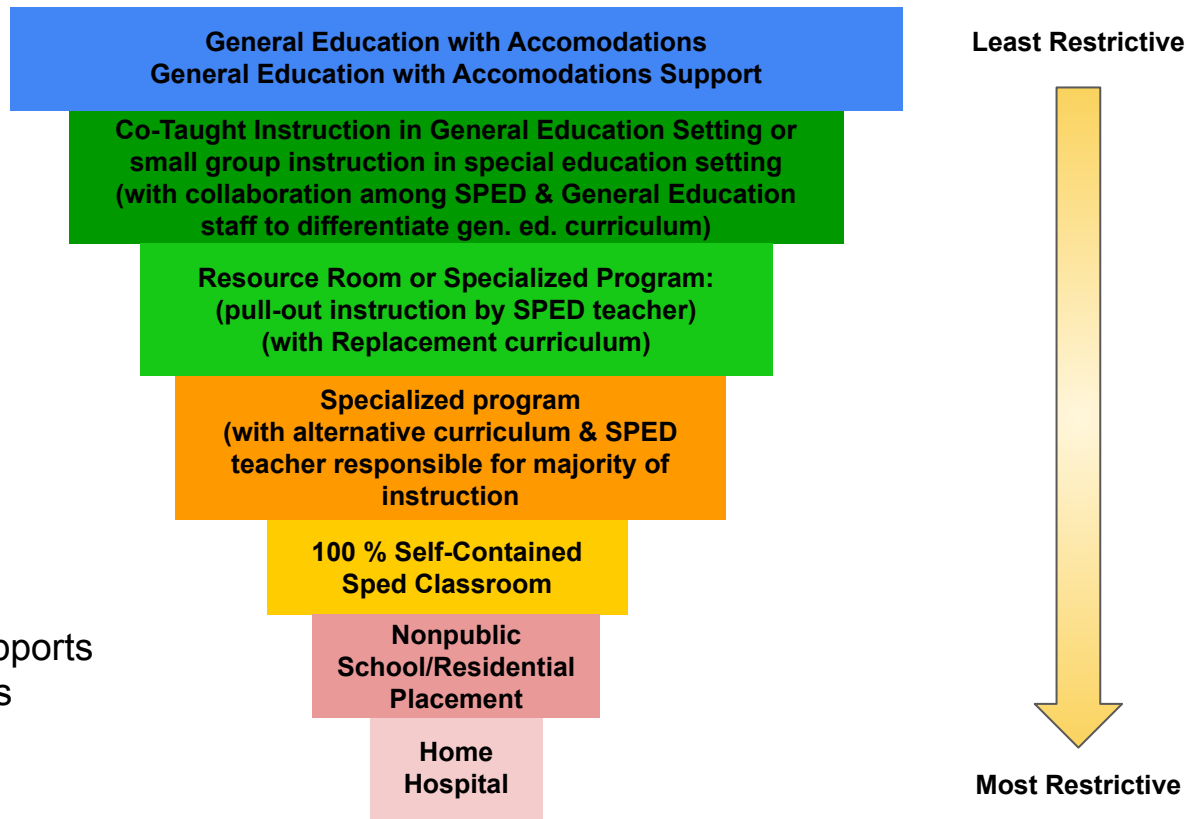 General Education with Accomodations
General Education with Accomodations Support
Least Restrictive
Co-Taught Instruction in General Education Setting or
small group instruction in special education setting
(with collaboration among SPED & General Education
staff to differentiate gen. ed. curriculum)
Resource Room or Specialized Program:
(pull-out instruction by SPED teacher)
(with Replacement curriculum)
Specialized program
(with alternative curriculum & SPED
teacher responsible for majority of
instruction
100 % Self-Contained
Sped Classroom
Nonpublic
School/Residential
Placement
Home
Hospital
Most Restrictive